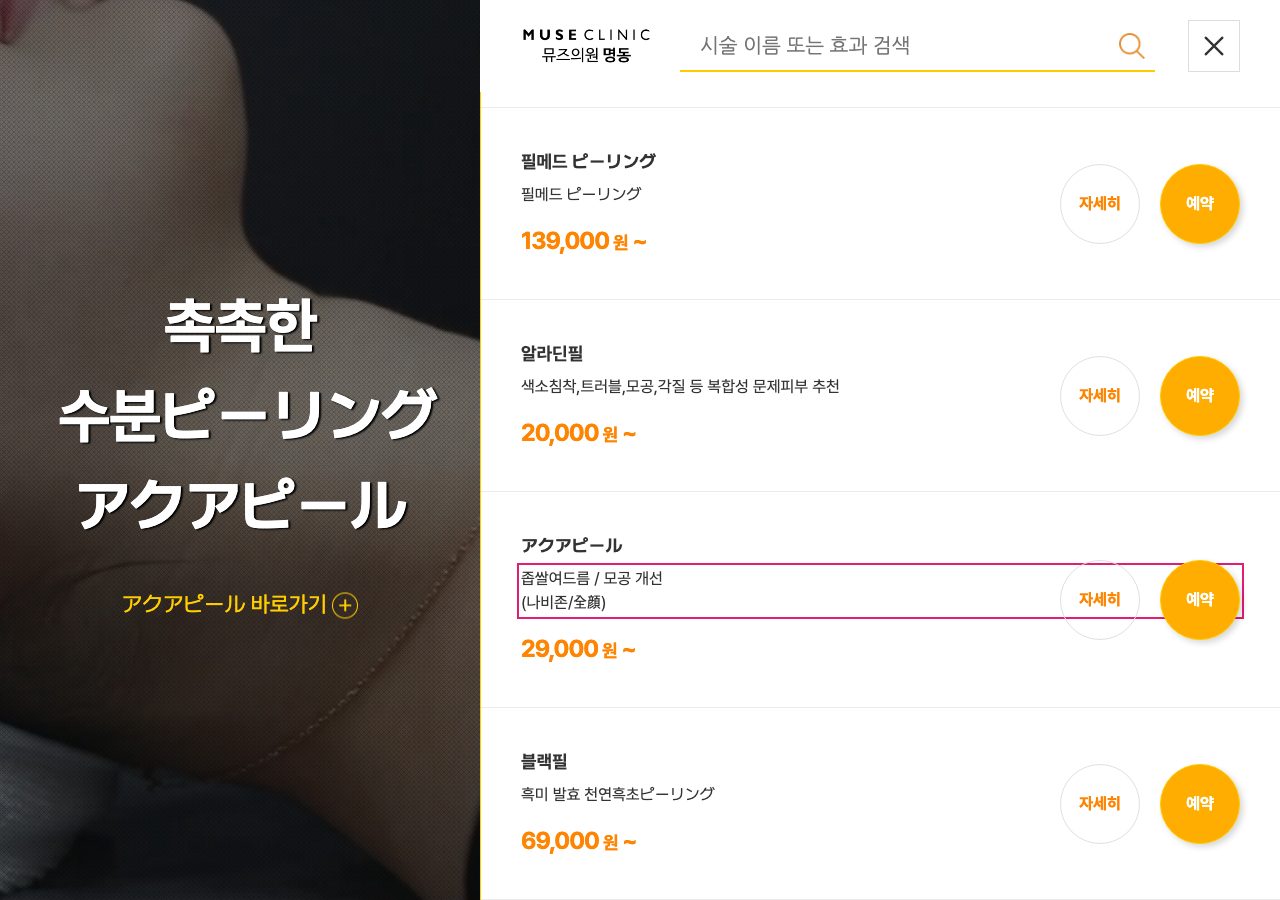 촉촉한
수분ピーリング
アクアピール
アクアピール 바로가기
MUSE CLINIC
뮤즈의원 명동
시술 이름 또는 효과 검색
필메드 ピーリング
필메드 ピーリング
139,000 원 ~
자세히
예약
알라딘필
색소침착,트러블,모공,각질 등 복합성 문제피부 추천
20,000 원 ~
자세히
예약
アクアピール
좁쌀여드름 / 모공 개선
(나비존/全顔)
29,000 원 ~
자세히
예약
블랙필
흑미 발효 천연흑초ピーリング
69,000 원 ~
자세히
예약